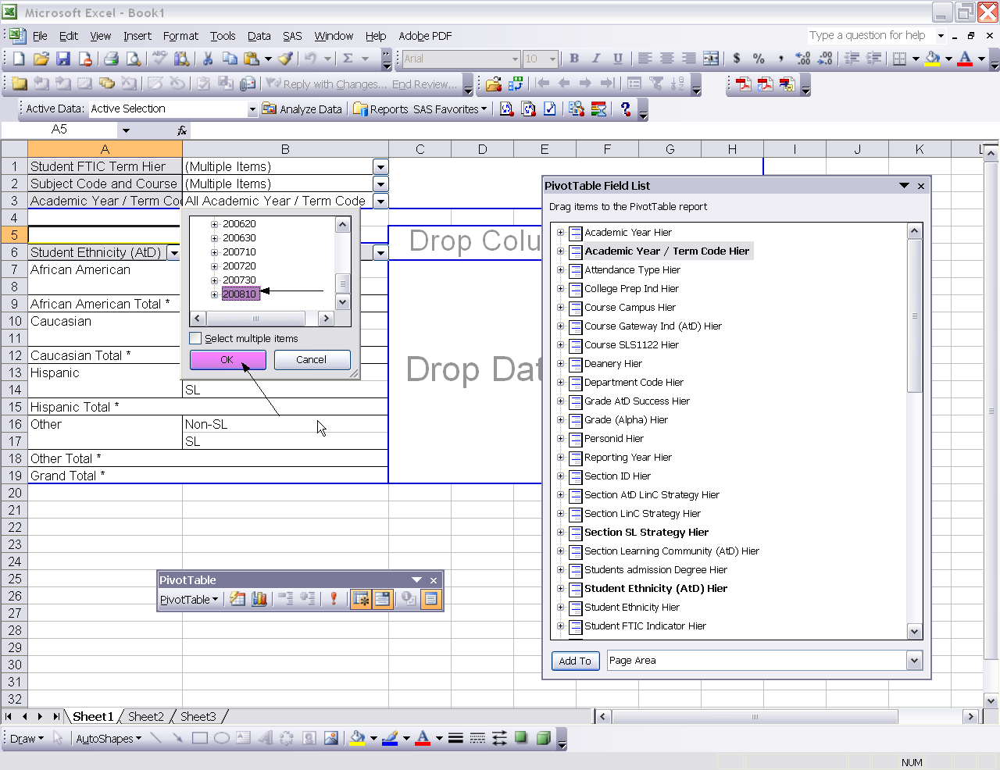 Microsoft Excel - Book1
File Edit View Insert Format Tools Data SAS Window Help Adobe PDF
Type a question for help
Arial 10 B I U $ % ,
Reply with Changes... End Review...
Active Data: Active Selection Analyze Data Reports SAS Favorites
A5 fx
A B C D E F G H I J K L
1 Student FTIC Term Hier (Multiple Items)
2 Subject Code and Course (Multiple Items)
3 Academic Year / Term Co All Academic Year / Term Code
4
5 Drop Colu
6 Student Ethnicity (AtD)
7 African American
8
9 African American Total *
10 Caucasian
11
12 Caucasian Total *
13 Hispanic
14 SL
15 Hispanic Total *
16 Other Non-SL
17 SL
18 Other Total *
19 Grand Total *
20
21
22
23
24
25
26
27
28
29
30
31
32
Drop Dat
200620
200630
200710
200720
200730
200810
Select multiple items
OK Cancel
PivotTable Field List
Drag items to the PivotTable report
Academic Year Hier
Academic Year / Term Code Hier
Attendance Type Hier
College Prep Ind Hier
Course Campus Hier
Course Gateway Ind (AtD) Hier
Course SLS1122 Hier
Deanery Hier
Department Code Hier
Grade AtD Success Hier
Grade (Alpha) Hier
Personid Hier
Reporting Year Hier
Section ID Hier
Section AtD LinC Strategy Hier
Section LinC Strategy Hier
Section SL Strategy Hier
Section Learning Community (AtD) Hier
Students admission Degree Hier
Student Ethnicity (AtD) Hier
Student Ethnicity Hier
Student FTIC Indicator Hier
Add To Page Area
PivotTable
PivotTable
Sheet1 Sheet2 Sheet3
Draw AutoShapes
NUM